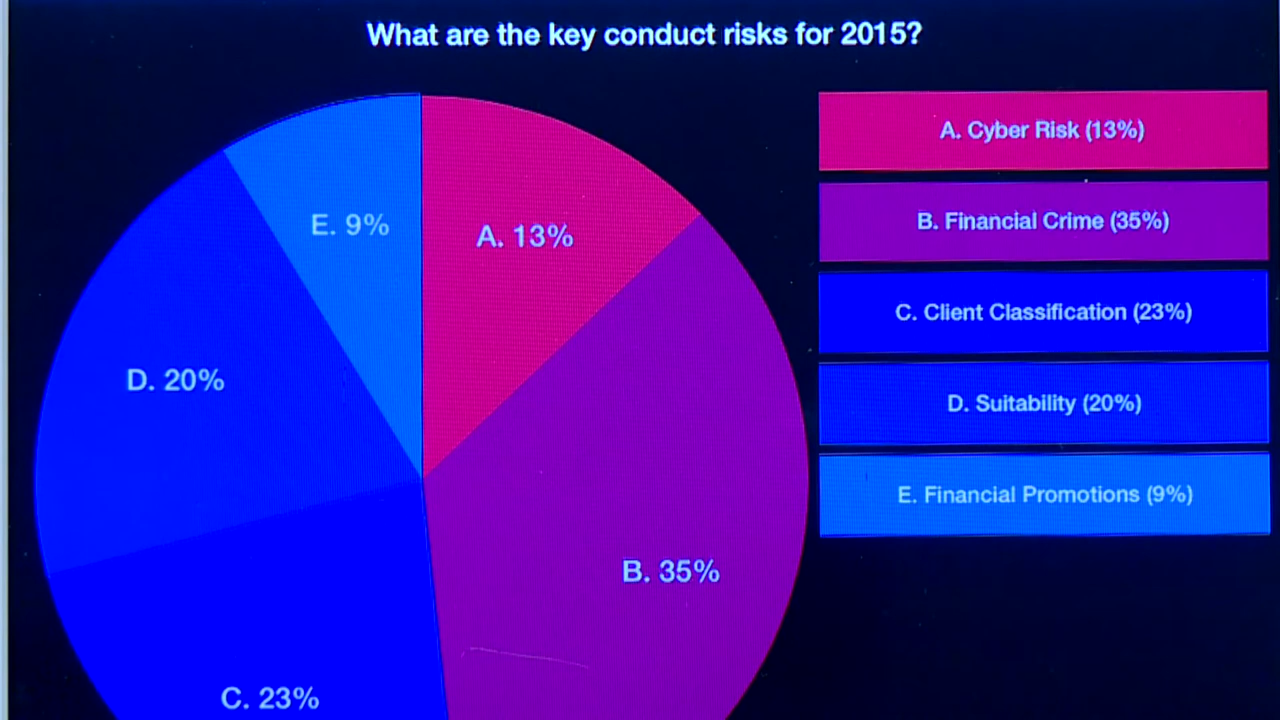 What are the key conduct risks for 2015?
A. Cyber Risk (13%)
B. Financial Crime (35%)
C. Client Classification (23%)
D. Suitability (20%)
E. Financial Promotions (9%)
E. 9%
A. 13%
D. 20%
B. 35%
C. 23%